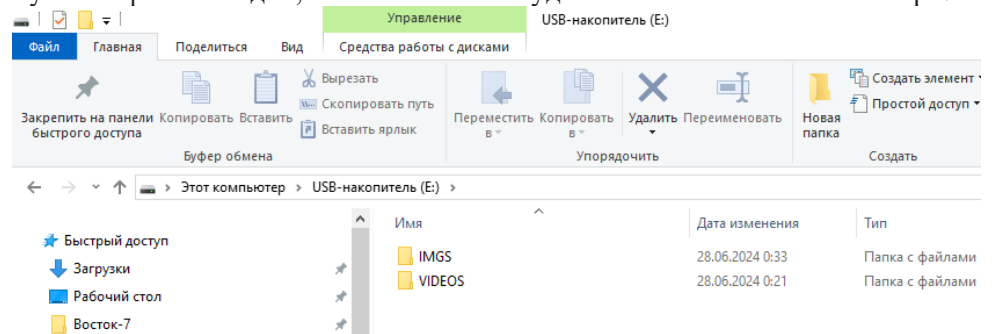 Управление USB-накопитель (E:)
Файл Главная Поделиться Вид Средства работы с дисками
Закрепить на панели быстрого доступа
Копировать
Вставить
Вырезать
Скопировать путь
Вставить ярлык
Буфер обмена
Переместить в
Копировать в
Удалить
Переименовать
Упорядочить
Новая папка
Создать элемент
Простой доступ
Создать
Этот компьютер › USB-накопитель (E:) ›
Быстрый доступ
Загрузки
Рабочий стол
Восток-7
Имя Дата изменения Тип
IMGS 28.06.2024 0:33 Папка с файлами
VIDEOS 28.06.2024 0:21 Папка с файлами